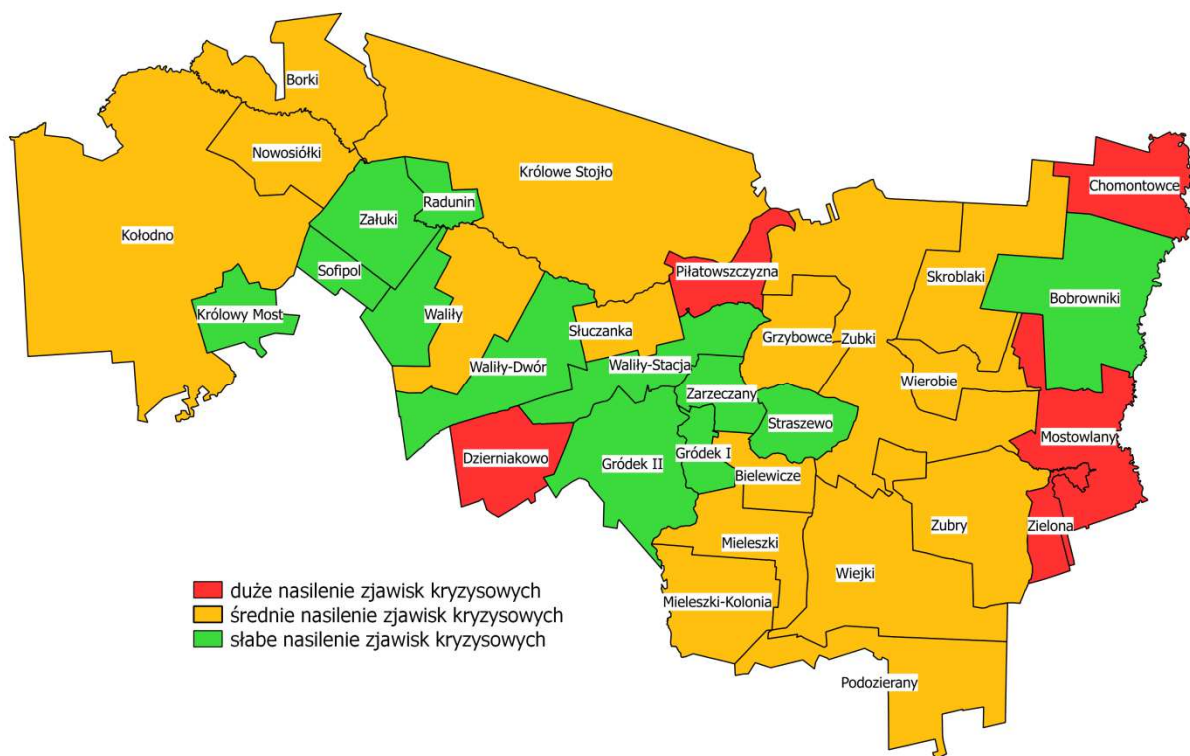 Borki
Nowosiółki
Królowe Stojło
Chomontowce
Radunin
Załuki
Kołodno
Sofipol
Piłatowszczyzna
Skroblaki
Bobrowniki
Królowy Most
Waliły
Słuczanka
Grzybowce
Zubki
Waliły-Dwór
Waliły-Stacja
Wierobie
Zarzeczany
Straszewo
Mostowlany
Dzierniakowo
Gródek II
Gródek I
Bielewicze
Zubry
Zielona
Mieleszki
Wiejki
Mieleszki-Kolonia
Podozierany
duże nasilenie zjawisk kryzysowych
średnie nasilenie zjawisk kryzysowych
słabe nasilenie zjawisk kryzysowych